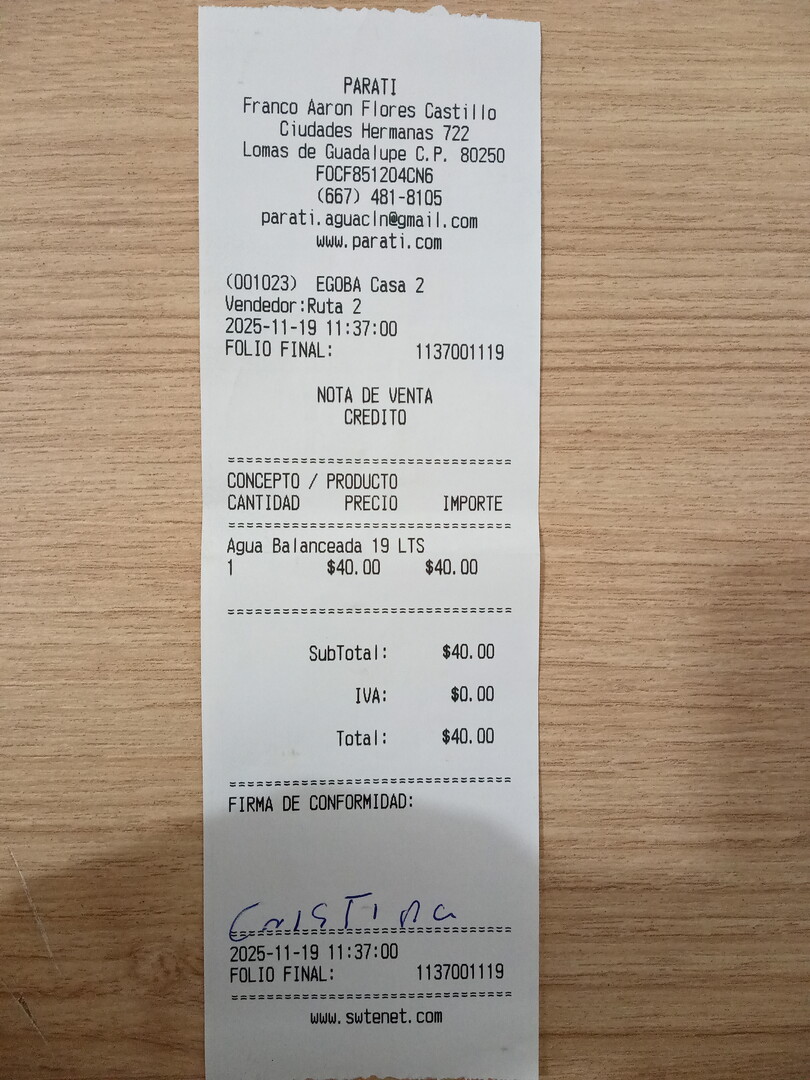 PARATI
Franco Aaron Flores Castillo
Ciudades Hermanas 722
Lomas de Guadalupe C.P. 80250
FOCF851204CN6
(667) 481-8105
parati.aguacln@gmail.com
www.parati.com
(001023) EGOBA Casa 2
Vendedor:Ruta 2
2025-11-19 11:37:00
FOLIO FINAL: 1137001119
NOTA DE VENTA
CREDITO
================================
CONCEPTO / PRODUCTO
CANTIDAD PRECIO IMPORTE
================================
Agua Balanceada 19 LTS
1 $40.00 $40.00
================================
SubTotal: $40.00
IVA: $0.00
Total: $40.00
================================
FIRMA DE CONFORMIDAD:
Cristina
================================
2025-11-19 11:37:00
FOLIO FINAL: 1137001119
================================
www.swtenet.com